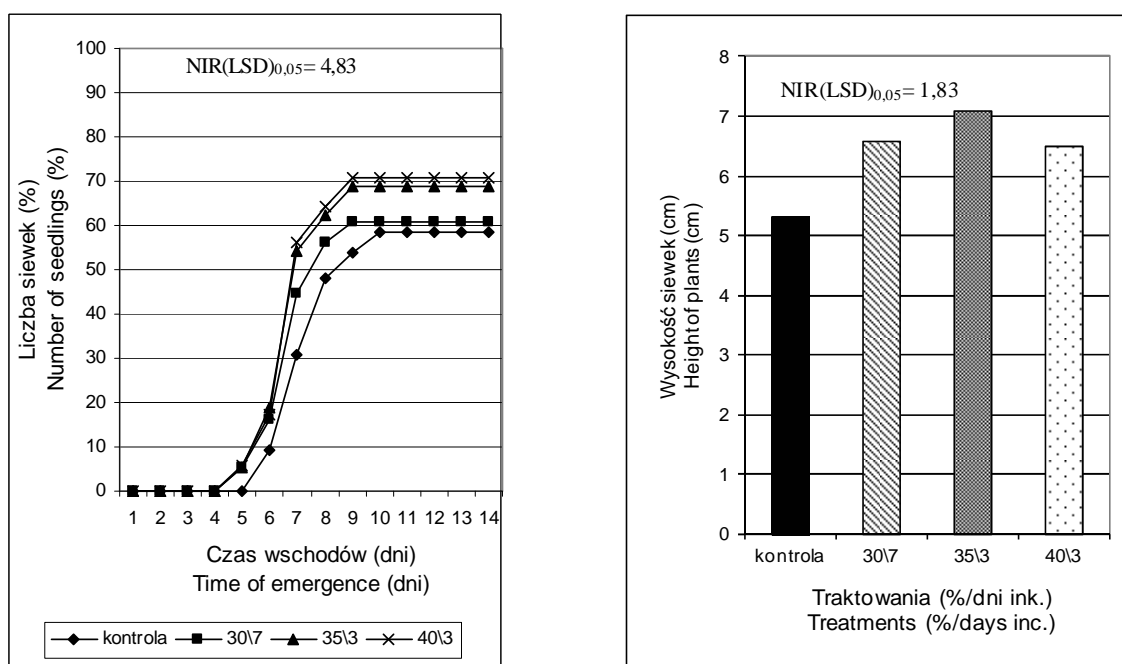 NIR(LSD)0,05= 4,83
Liczba siewek (%)
Number of seedlings (%)
100
90
80
70
60
50
40
30
20
10
0
1 2 3 4 5 6 7 8 9 10 11 12 13 14
Czas wschodów (dni)
Time of emergence (dni)
kontrola 30\7 35\3 40\3
NIR(LSD)0,05= 1,83
Wysokość siewek (cm)
Height of plants (cm)
8
7
6
5
4
3
2
1
0
kontrola 30\7 35\3 40\3
Traktowania (%/dni ink.)
Treatments (%/days inc.)